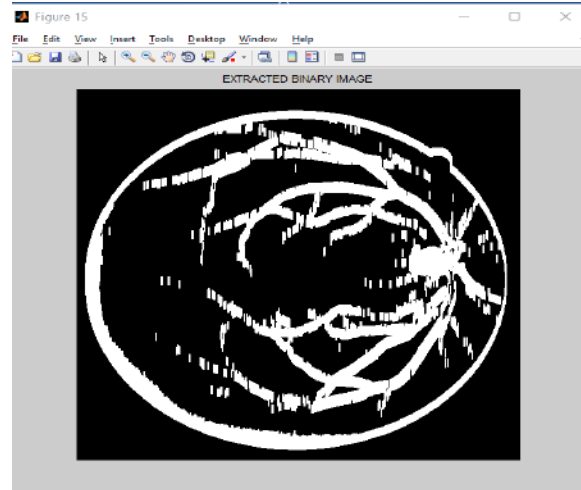 Figure 15
File Edit View Insert Tools Desktop Window Help
EXTRACTED BINARY IMAGE